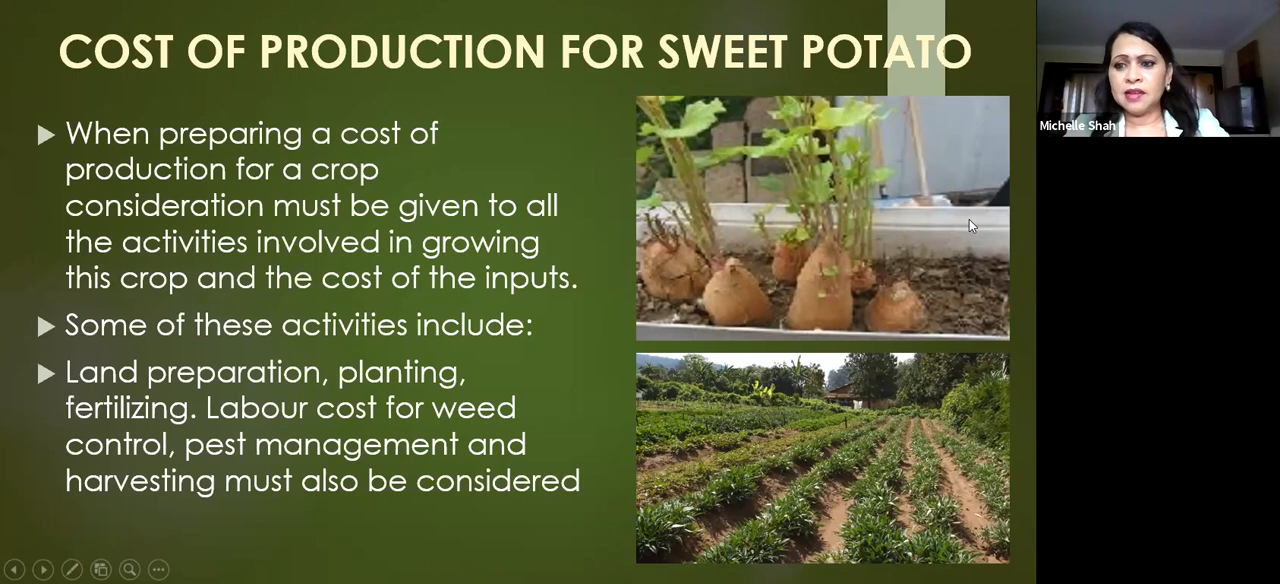 COST OF PRODUCTION FOR SWEET POTATO
When preparing a cost of
production for a crop
consideration must be given to all
the activities involved in growing
this crop and the cost of the inputs.
Some of these activities include:
Land preparation, planting,
fertilizing. Labour cost for weed
control, pest management and
harvesting must also be considered
Michelle Shah